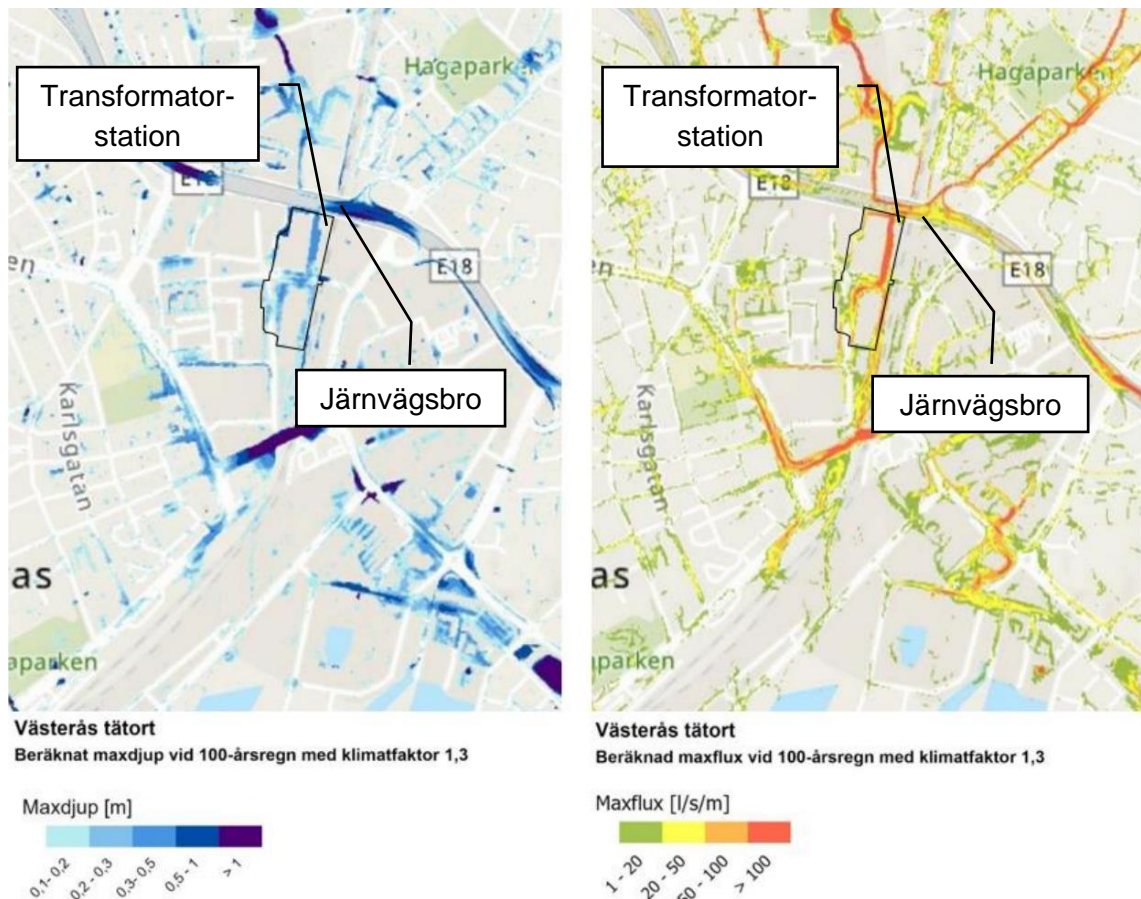 Hagaparken
Transformator-
station
E18
E18
en
Järnvägsbro
Karlsgatan
as
aparken
Västerås tätort
Beräknat maxdjup vid 100-årsregn med klimatfaktor 1,3
Maxdjup [m]
0,1- 0,2
0,2 - 0,3
0,3- 0,5
0,5 - 1
> 1
Hagaparken
Transformator-
station
E18
E18
en
Järnvägsbro
Karlsgatan
as
aparken
Västerås tätort
Beräknad maxflux vid 100-årsregn med klimatfaktor 1,3
Maxflux [l/s/m]
1 - 20
20 - 50
50 - 100
> 100